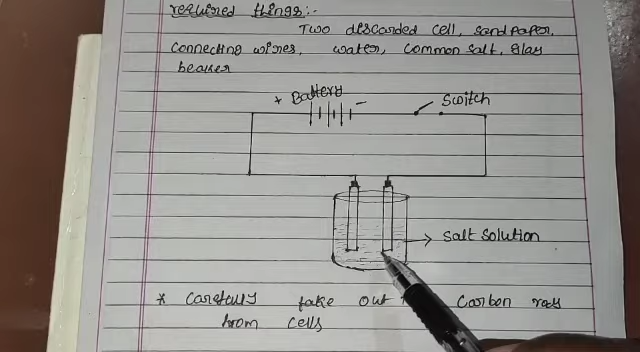 required things:-
Two discarded cell, sand paper,
Connecting wires, water, common salt, Glass
beaker
+ Battery -
Switch
Salt Solution
* Carefully take out Carbon rods
from cells